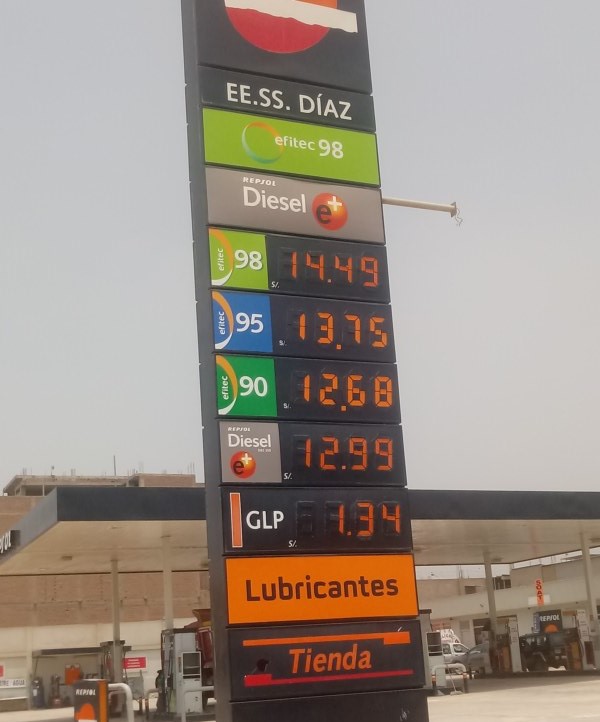 EE.SS. DÍAZ
efitec 98
REPSOL
Diesel e+
efitec 98 S/. 14.49
efitec 95 S/. 13.75
efitec 90 S/. 12.68
REPSOL
Diesel
e+ S/. 12.99
GLP S/. 1.34
Lubricantes
Tienda
REPSOL
REPSOL